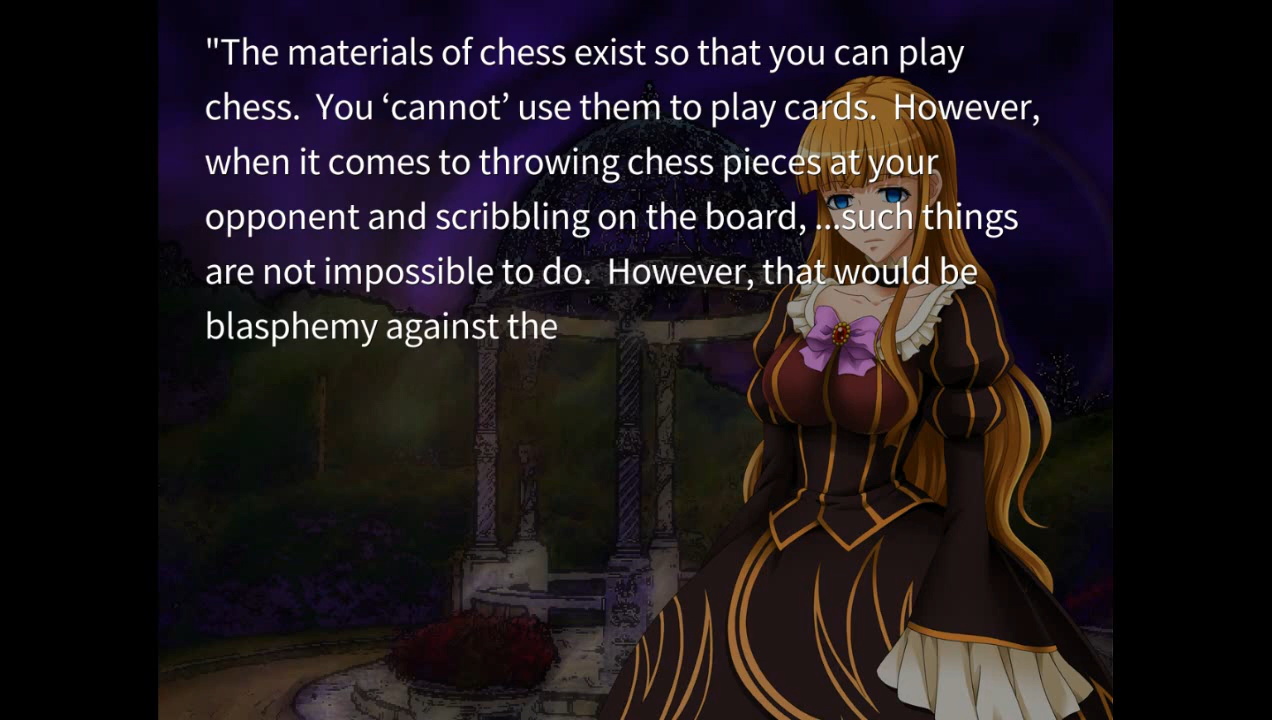 "The materials of chess exist so that you can play
chess.  You ‘cannot’ use them to play cards.  However,
when it comes to throwing chess pieces at your
opponent and scribbling on the board, ...such things
are not impossible to do.  However, that would be
blasphemy against the